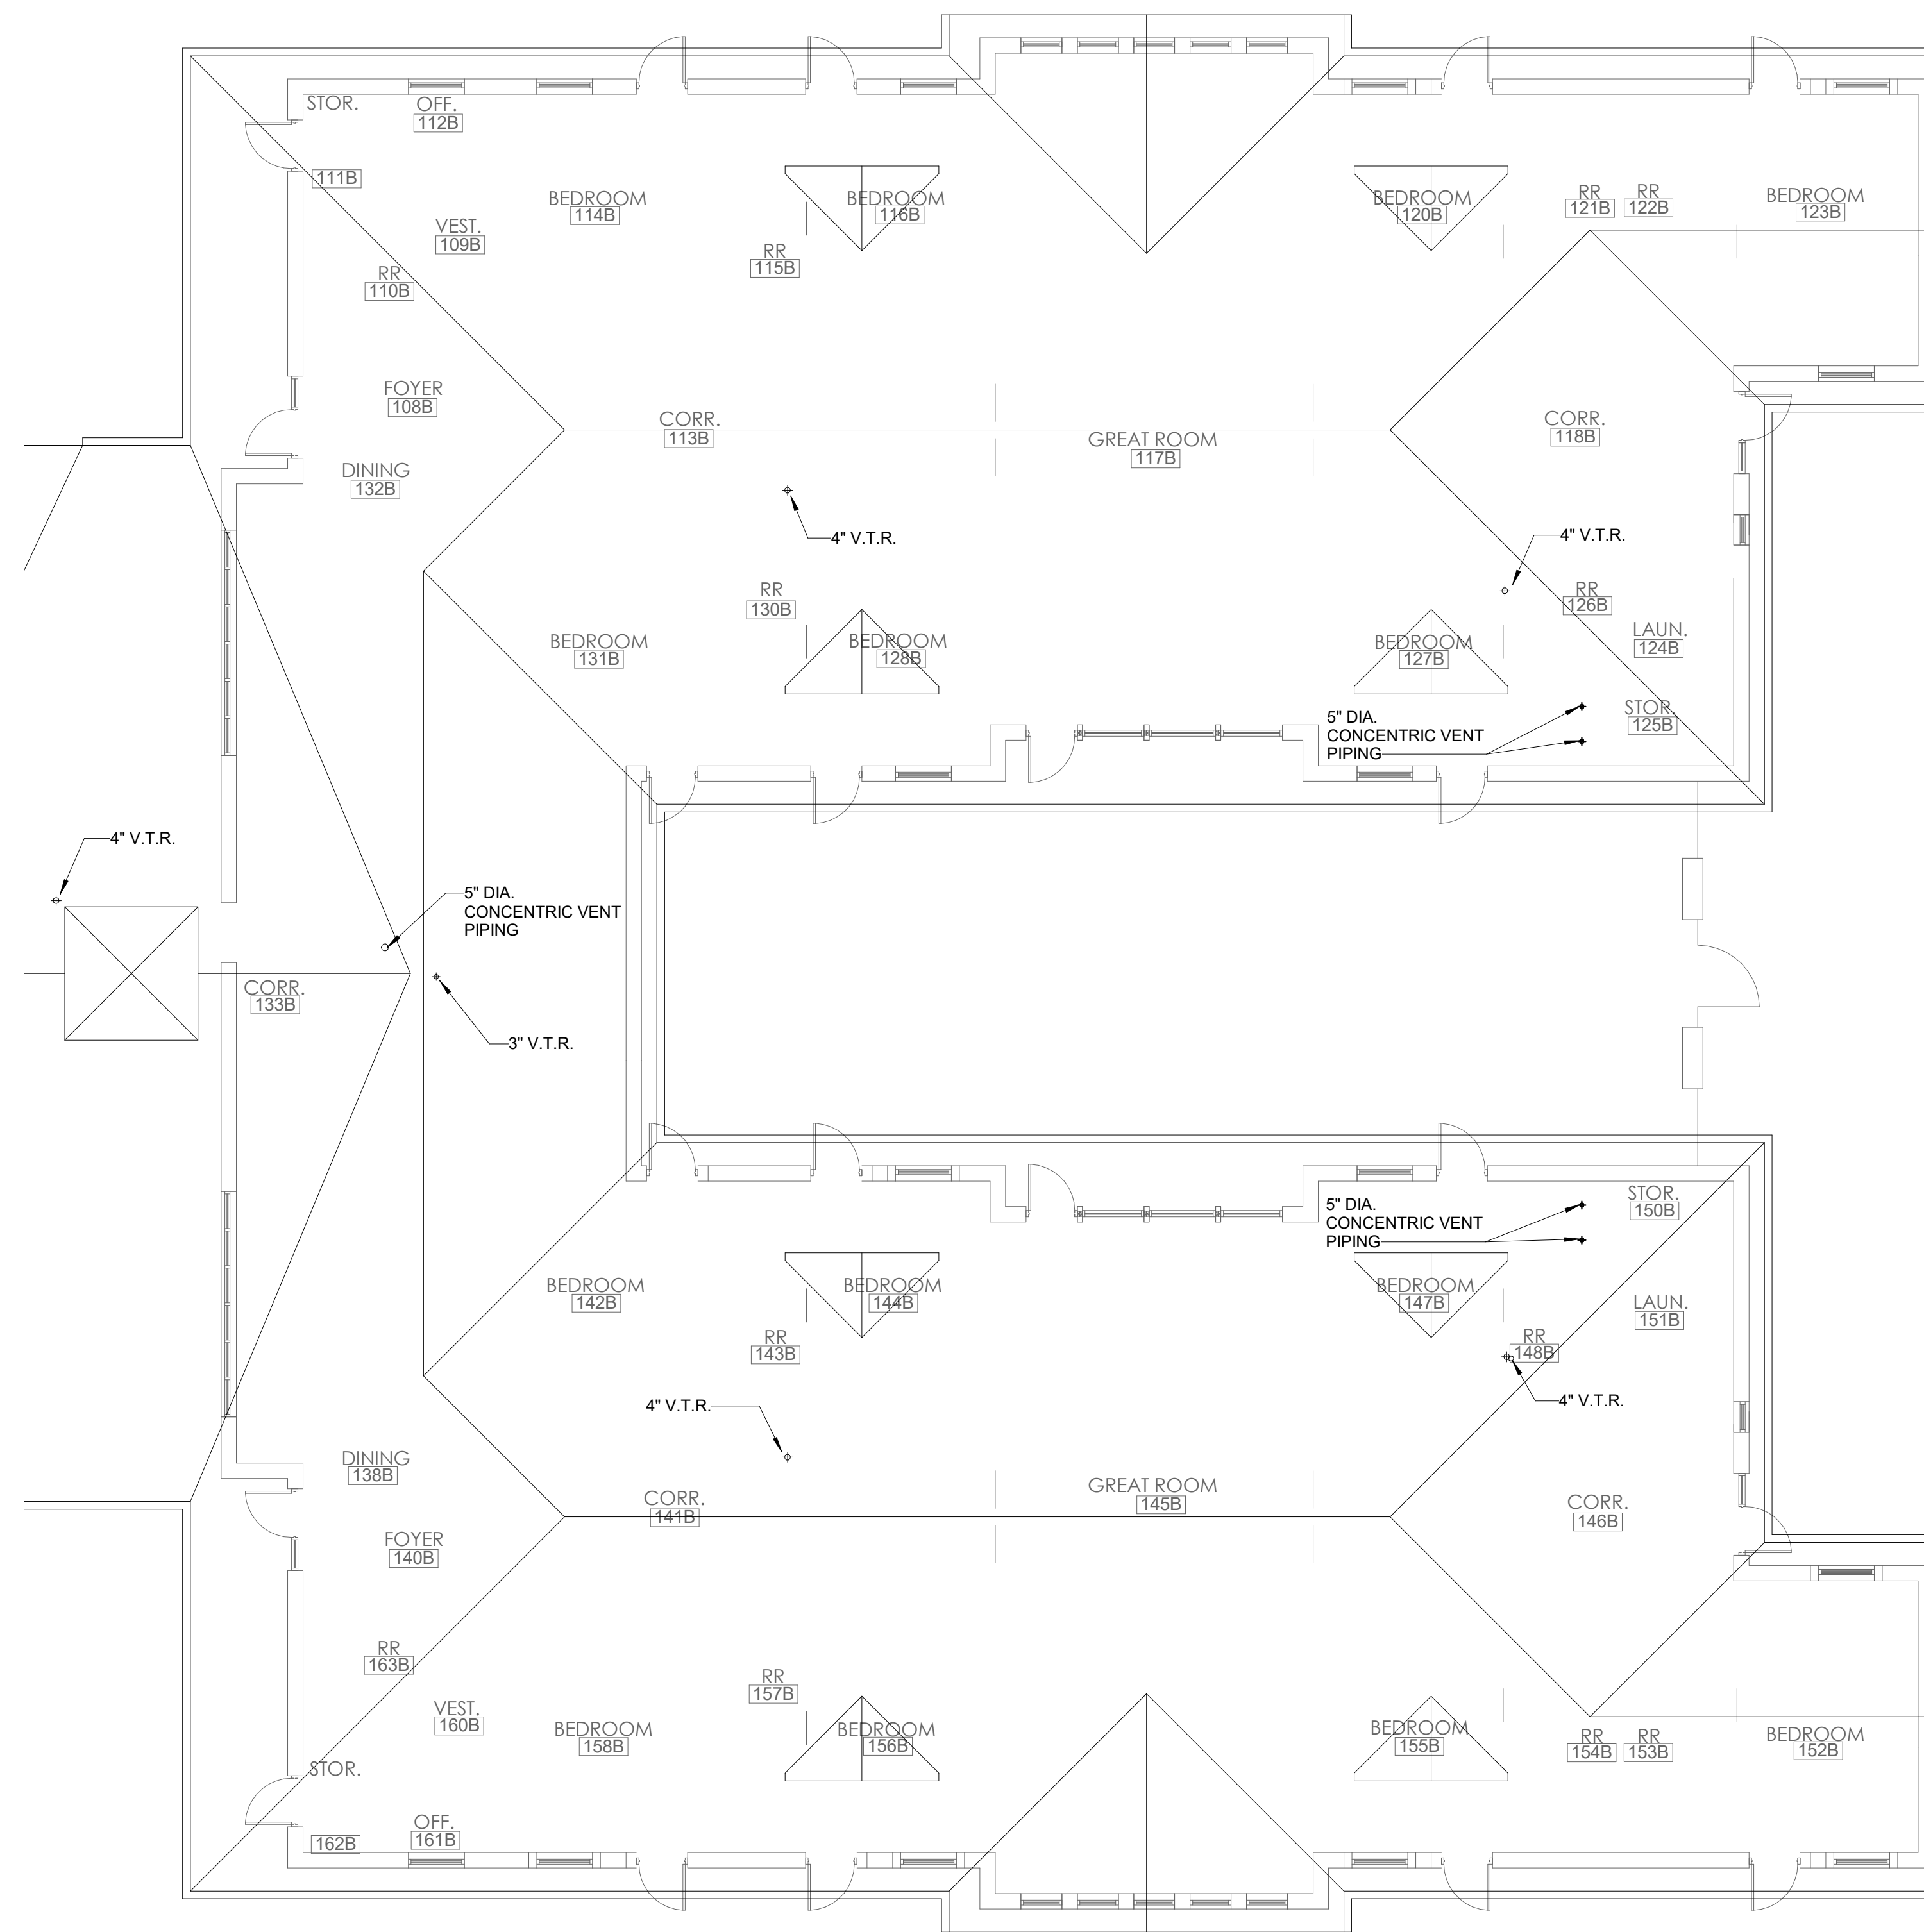 STOR.
OFF.
112B
111B
BEDROOM
114B
BEDROOM
116B
BEDROOM
120B
RR
121B
RR
122B
BEDROOM
123B
VEST.
109B
RR
115B
RR
110B
FOYER
108B
CORR.
113B
GREAT ROOM
117B
CORR.
118B
DINING
132B
4" V.T.R.
4" V.T.R.
RR
130B
RR
126B
BEDROOM
131B
BEDROOM
128B
BEDROOM
127B
LAUN.
124B
5" DIA.
CONCENTRIC VENT
PIPING
STOR.
125B
4" V.T.R.
5" DIA.
CONCENTRIC VENT
PIPING
CORR.
133B
3" V.T.R.
5" DIA.
CONCENTRIC VENT
PIPING
STOR.
150B
BEDROOM
142B
BEDROOM
144B
BEDROOM
147B
LAUN.
151B
RR
143B
RR
148B
4" V.T.R.
4" V.T.R.
DINING
138B
CORR.
141B
GREAT ROOM
145B
CORR.
146B
FOYER
140B
RR
163B
RR
157B
VEST.
160B
BEDROOM
158B
BEDROOM
156B
BEDROOM
155B
RR
154B
RR
153B
BEDROOM
152B
STOR.
OFF.
161B
162B